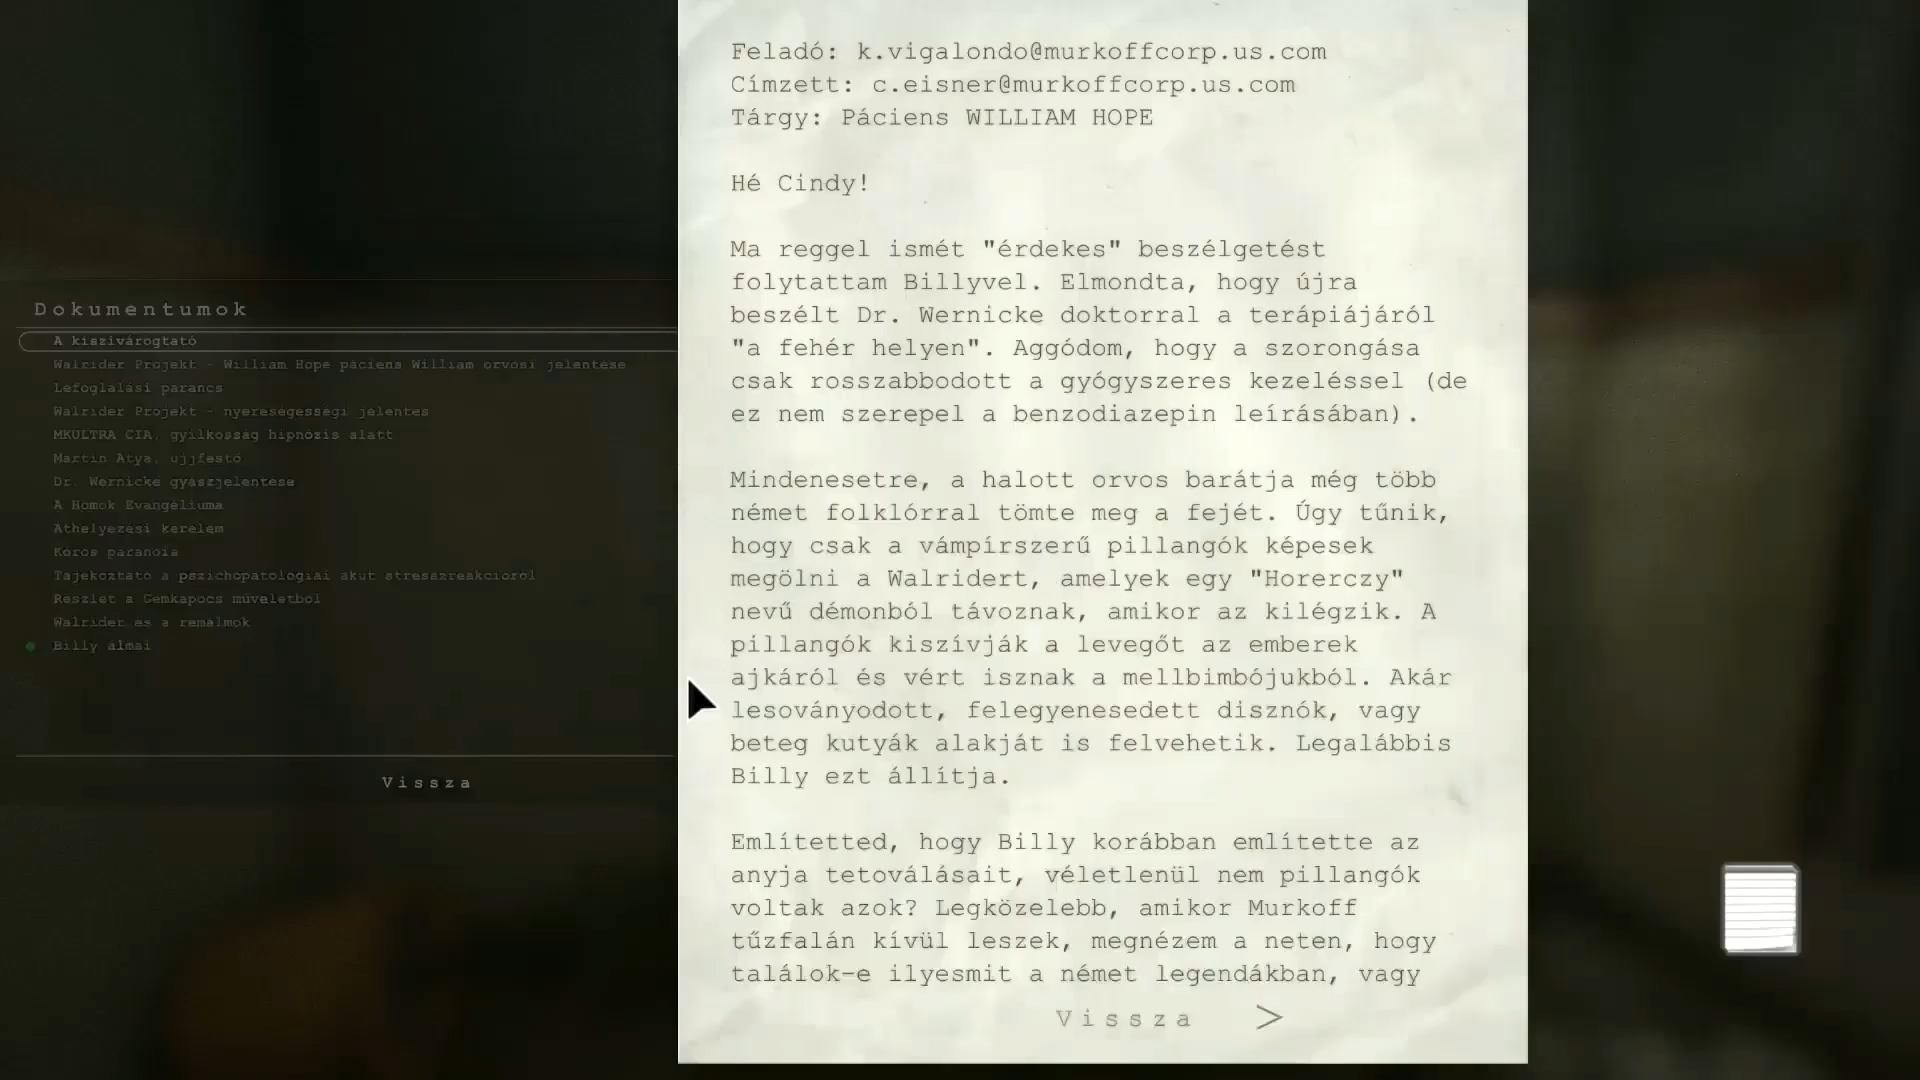 Dokumentumok
A kiszivárogtató
Walrider Projekt - William Hope páciens William orvosi jelentése
Lefoglalási parancs
Walrider Projekt - nyereségességi jelentés
MKULTRA CIA, gyilkosság hipnózis alatt
Martin Atya, ujjfestő
Dr. Wernicke gyászjelentése
A Homok Evangéliuma
Áthelyezési kérelem
Kóros paranoia
Tájékoztató a pszichopatológiai akut stresszreakcióról
Részlet a Gemkapocs műveletből
Walrider és a rémálmok
Billy álmai
Vissza
Feladó: k.vigalondo@murkoffcorp.us.com
Címzett: c.eisner@murkoffcorp.us.com
Tárgy: Páciens WILLIAM HOPE
Hé Cindy!
Ma reggel ismét "érdekes" beszélgetést
folytattam Billyvel. Elmondta, hogy újra
beszélt Dr. Wernicke doktorral a terápiájáról
"a fehér helyen". Aggódom, hogy a szorongása
csak rosszabbodott a gyógyszeres kezeléssel (de
ez nem szerepel a benzodiazepin leírásában).
Mindenesetre, a halott orvos barátja még több
német folklórral tömte meg a fejét. Úgy tűnik,
hogy csak a vámpírszerű pillangók képesek
megölni a Walridert, amelyek egy "Horerczy"
nevű démonból távoznak, amikor az kilégzik. A
pillangók kiszívják a levegőt az emberek
ajkáról és vért isznak a mellbimbójukból. Akár
lesoványodott, felegyenesedett disznók, vagy
beteg kutyák alakját is felvehetik. Legalábbis
Billy ezt állítja.
Említetted, hogy Billy korábban említette az
anyja tetoválásait, véletlenül nem pillangók
voltak azok? Legközelebb, amikor Murkoff
tűzfalán kívül leszek, megnézem a neten, hogy
találok-e ilyesmit a német legendákban, vagy
Vissza >